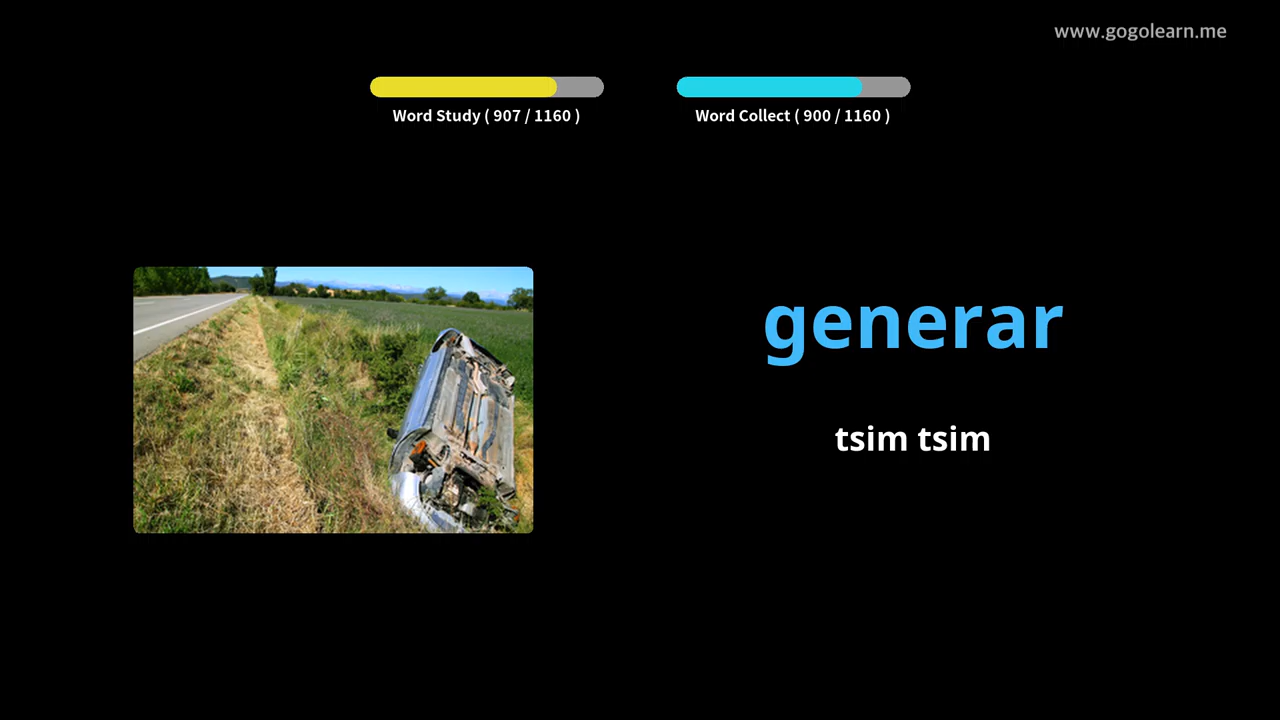 www.gogolearn.me
Word Study ( 907 / 1160 )
Word Collect ( 900 / 1160 )
generar
tsim tsim